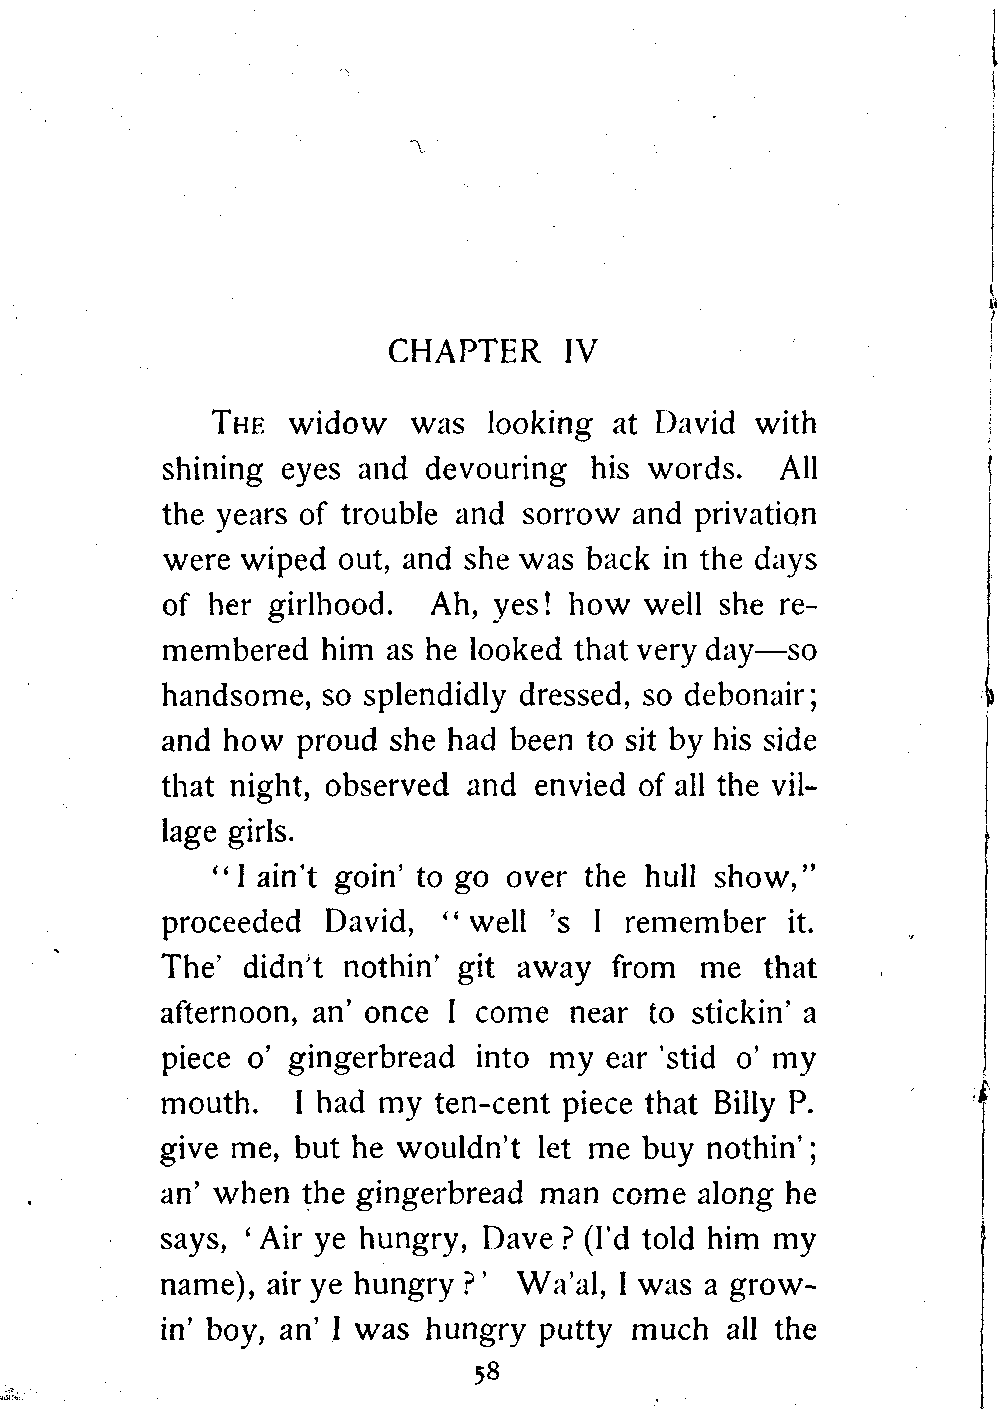 CHAPTER IV
THE widow was looking at David with
shining eyes and devouring his words. All
the years of trouble and sorrow and privation
were wiped out, and she was back in the days
of her girlhood. Ah, yes! how well she re-
membered him as he looked that very day—so
handsome, so splendidly dressed, so debonair;
and how proud she had been to sit by his side
that night, observed and envied of all the vil-
lage girls.
“I ain't goin' to go over the hull show,”
proceeded David, “well 's I remember it.
The' didn't nothin' git away from me that
afternoon, an' once I come near to stickin' a
piece o' gingerbread into my ear 'stid o' my
mouth. I had my ten-cent piece that Billy P.
give me, but he wouldn't let me buy nothin';
an' when the gingerbread man come along he
says, ‘Air ye hungry, Dave? (I'd told him my
name), air ye hungry?’ Wa'al, I was a grow-
in' boy, an' I was hungry putty much all the
58